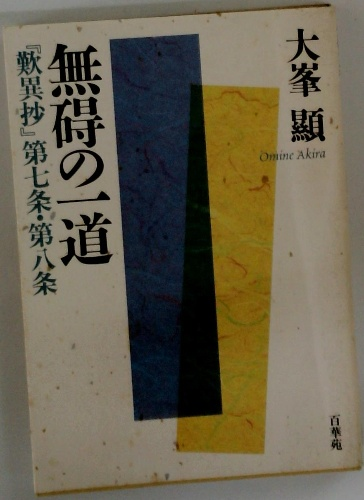 大峯 顯
Omine Akira
無碍の一道
『歎異抄』第七条・第八条
百華苑